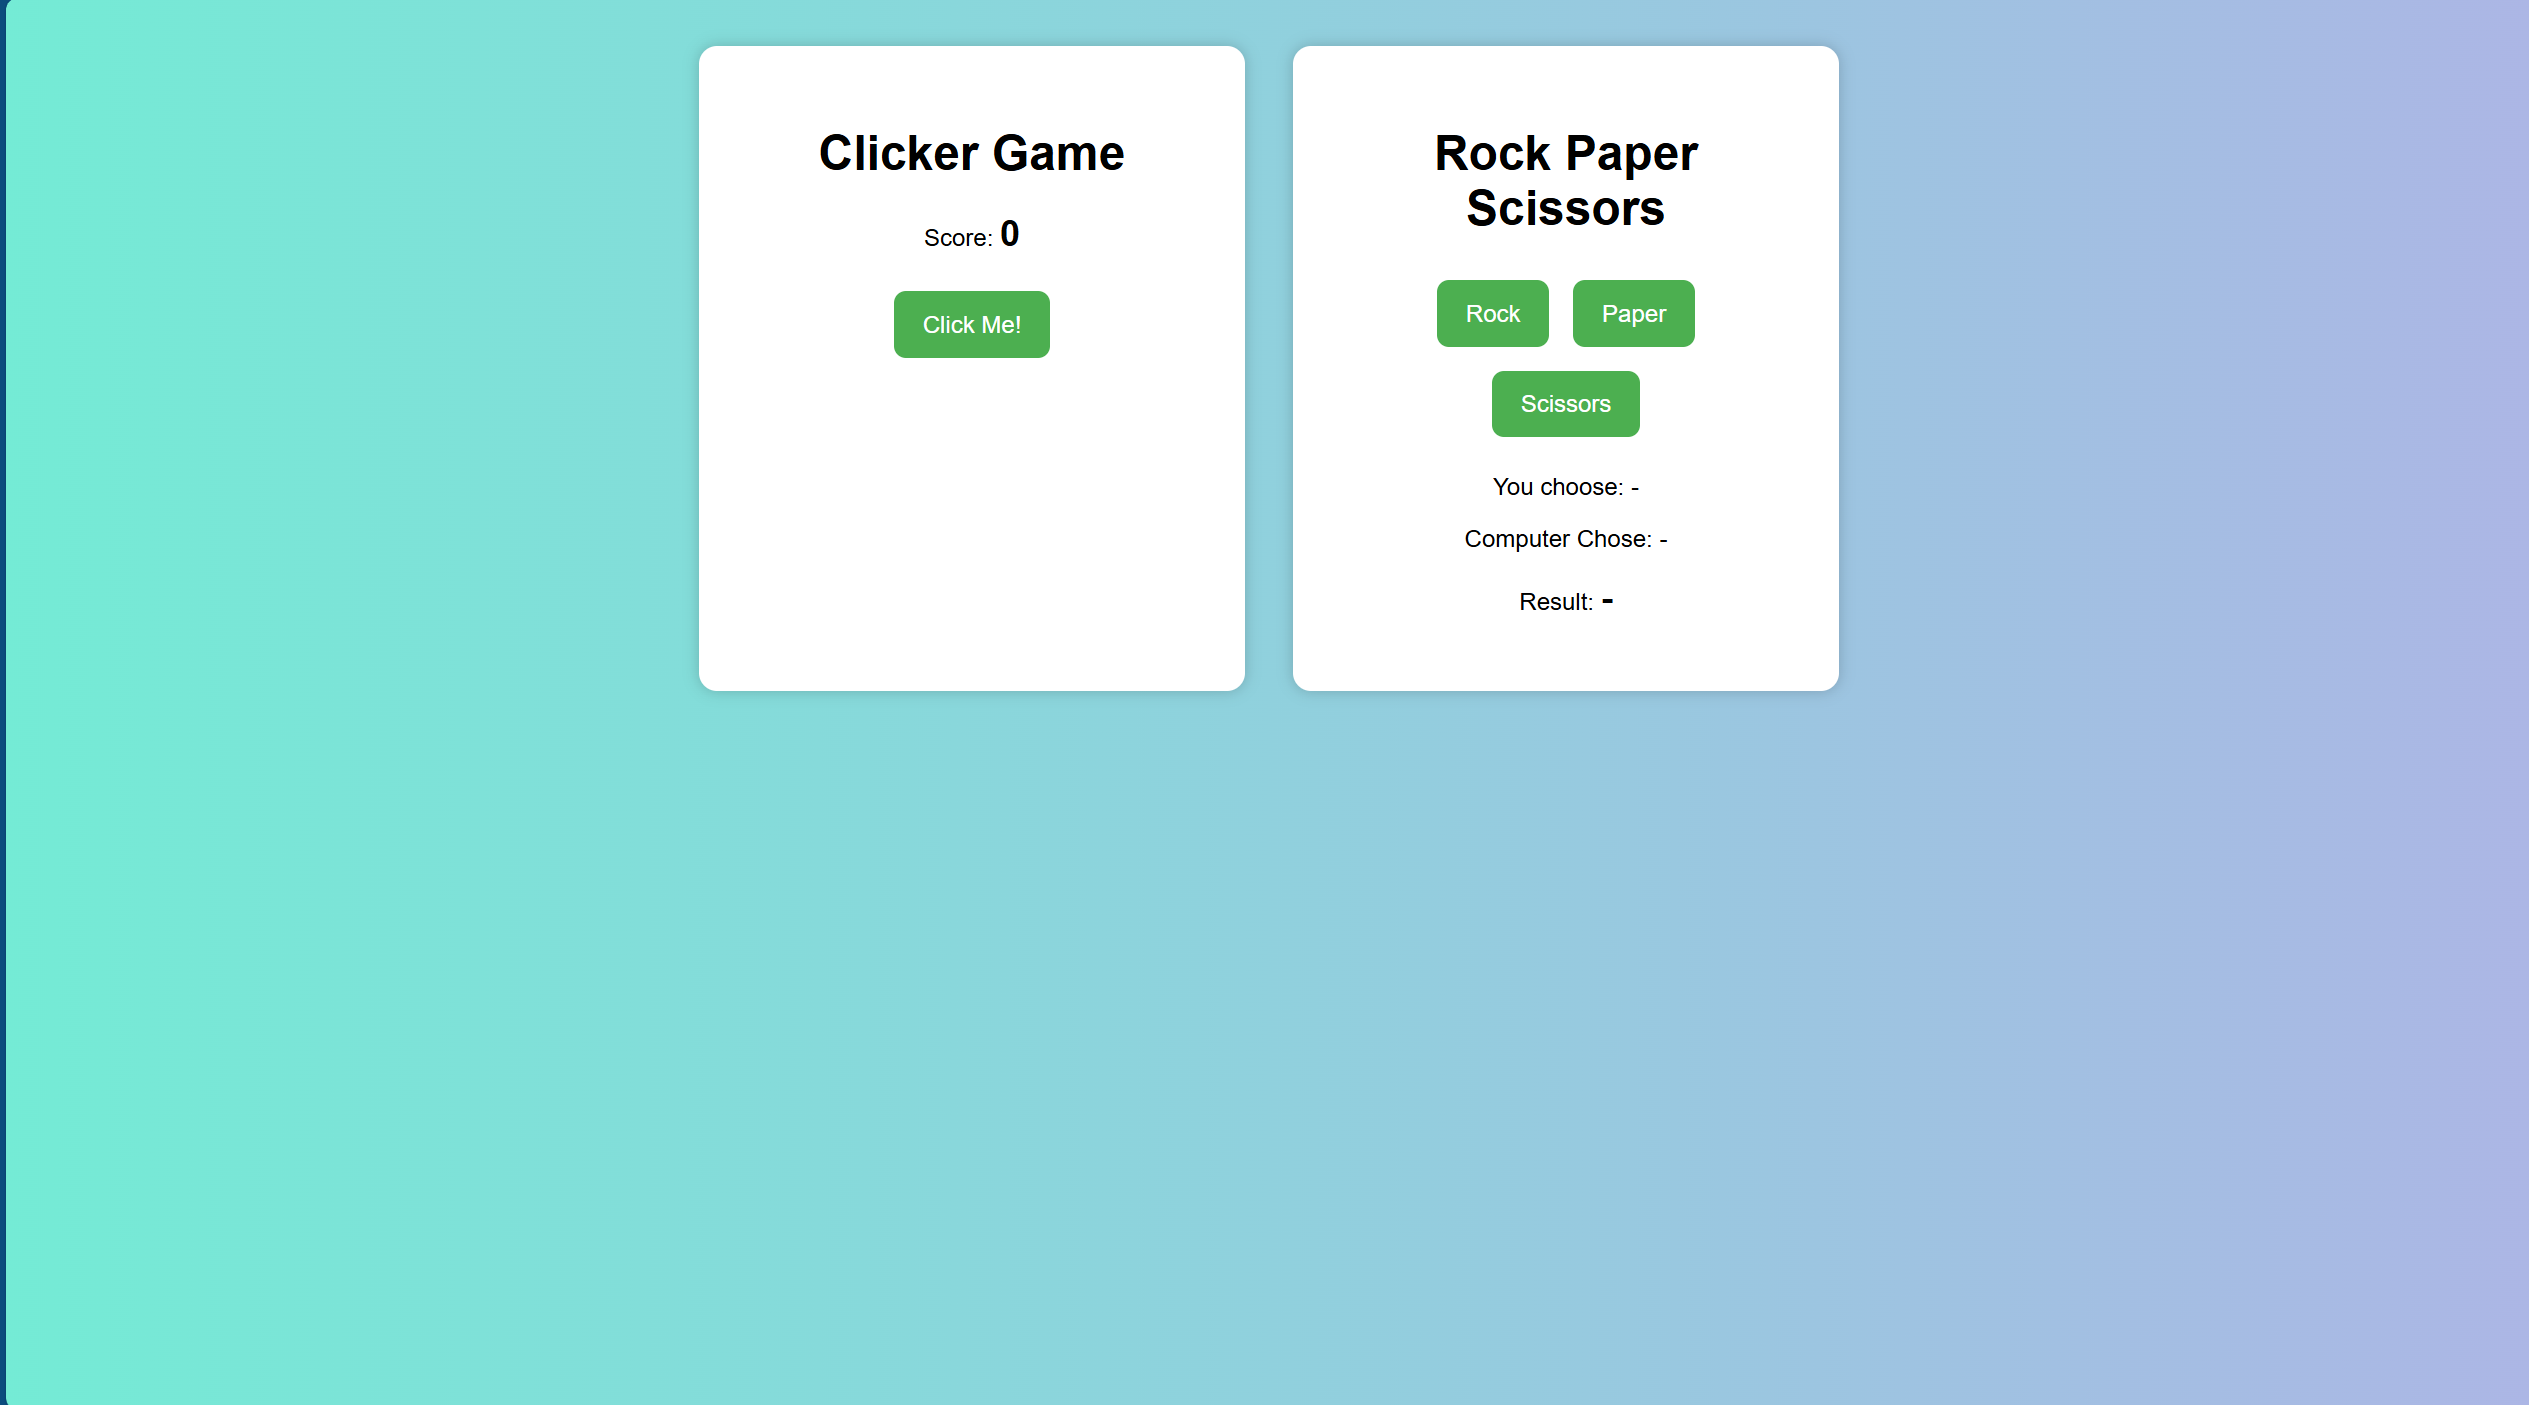 Clicker Game
Score: 0
Click Me!
Rock Paper
Scissors
Rock
Paper
Scissors
You choose: -
Computer Chose: -
Result: -